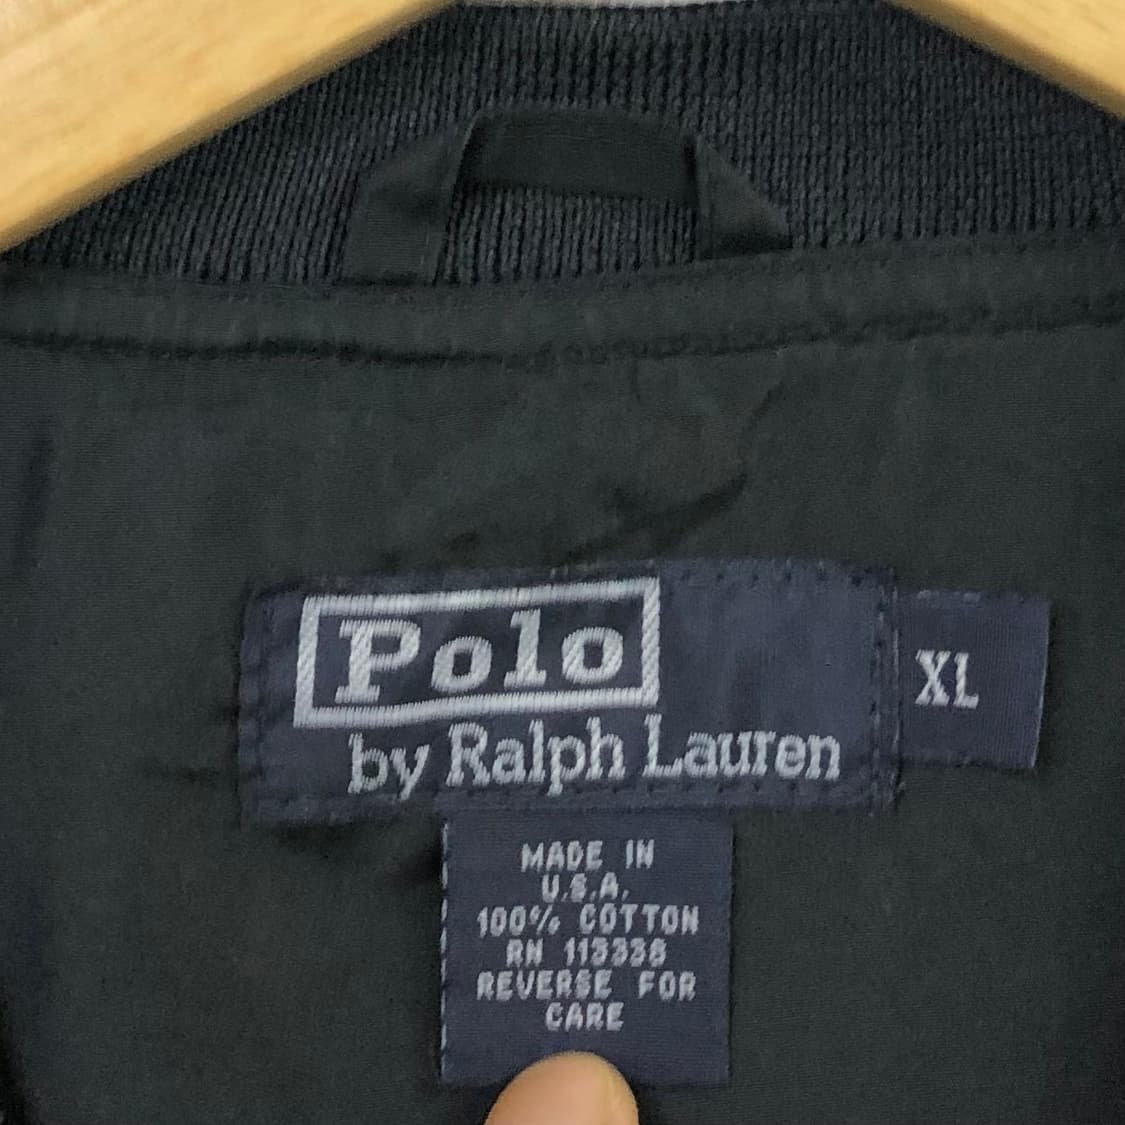 Polo
by Ralph Lauren
XL
MADE IN
U.S.A.
100% COTTON
RN 113338
REVERSE FOR
CARE